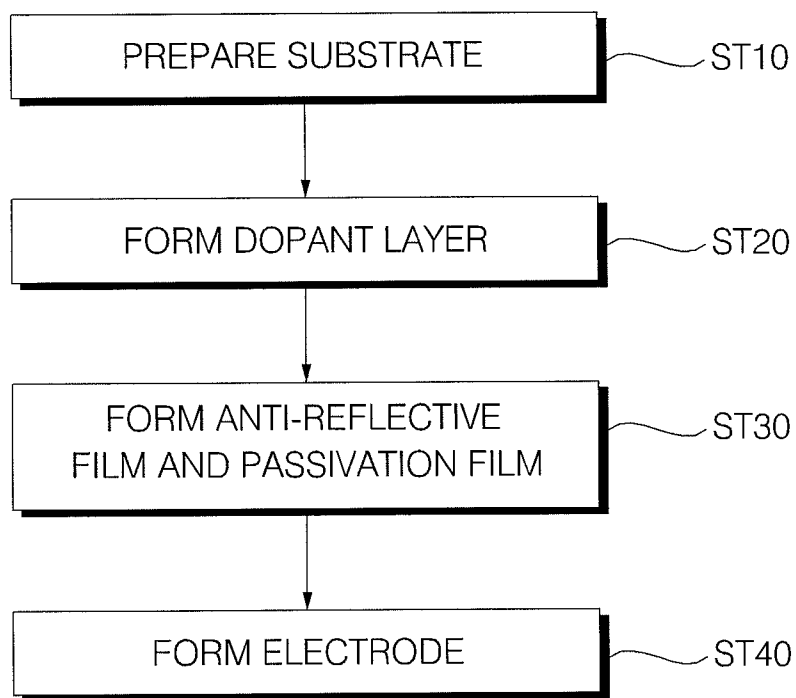 PREPARE SUBSTRATE
ST10
FORM DOPANT LAYER
ST20
FORM ANTI-REFLECTIVE
FILM AND PASSIVATION FILM
ST30
FORM ELECTRODE
ST40